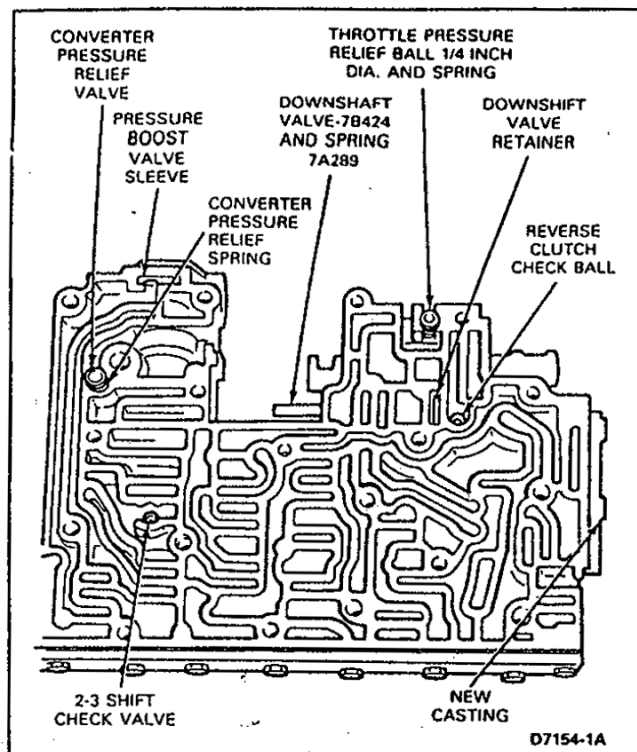 CONVERTER
PRESSURE
RELIEF
VALVE
PRESSURE
BOOST
VALVE
SLEEVE
CONVERTER
PRESSURE
RELIEF
SPRING
DOWNSHAFT
VALVE-7B424
AND SPRING
7A289
THROTTLE PRESSURE
RELIEF BALL 1/4 INCH
DIA. AND SPRING
DOWNSHIFT
VALVE
RETAINER
REVERSE
CLUTCH
CHECK BALL
2-3 SHIFT
CHECK VALVE
NEW
CASTING
D7154-1A